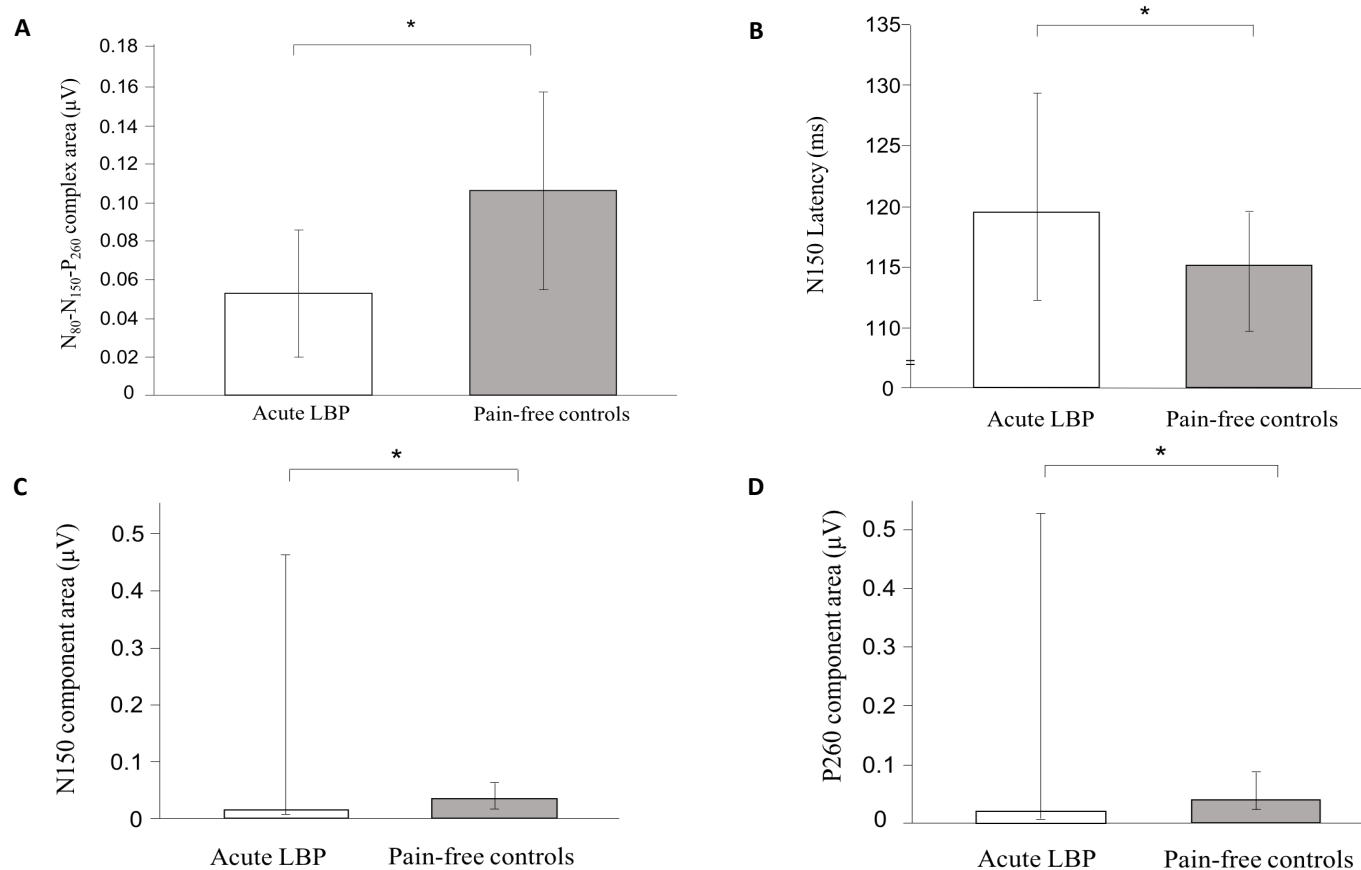 A
*
N₈₀-N₁₅₀-P₂₆₀ complex area (µV)
0.18
0.16
0.14
0.12
0.10
0.08
0.06
0.04
0.02
0
Acute LBP
Pain-free controls
B
*
N150 Latency (ms)
135
130
125
120
115
110
0
Acute LBP
Pain-free controls
C
*
N150 component area (µV)
0.5
0.4
0.3
0.2
0.1
0
Acute LBP
Pain-free controls
D
*
P260 component area (µV)
0.5
0.4
0.3
0.2
0.1
0
Acute LBP
Pain-free controls